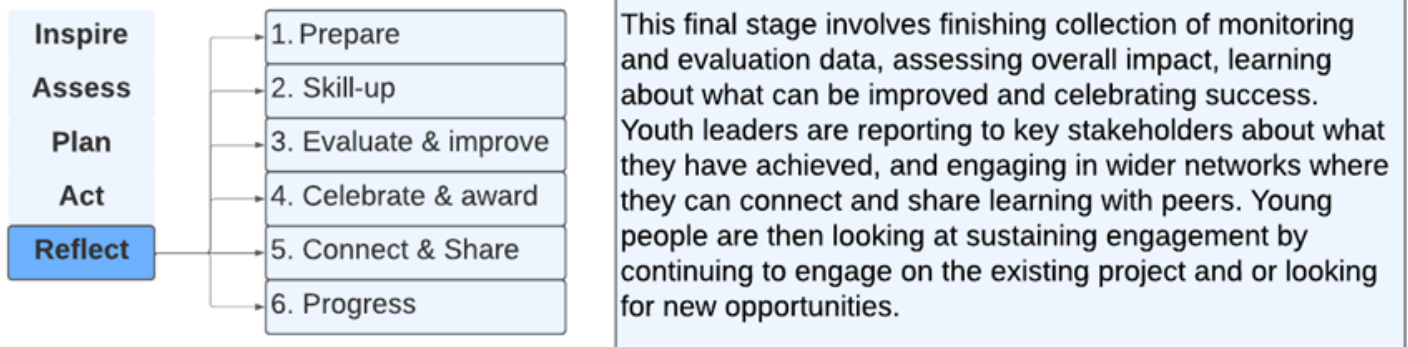 Inspire
Assess
Plan
Act
Reflect
1. Prepare
2. Skill-up
3. Evaluate & improve
4. Celebrate & award
5. Connect & Share
6. Progress
This final stage involves finishing collection of monitoring
and evaluation data, assessing overall impact, learning
about what can be improved and celebrating success.
Youth leaders are reporting to key stakeholders about what
they have achieved, and engaging in wider networks where
they can connect and share learning with peers. Young
people are then looking at sustaining engagement by
continuing to engage on the existing project and or looking
for new opportunities.